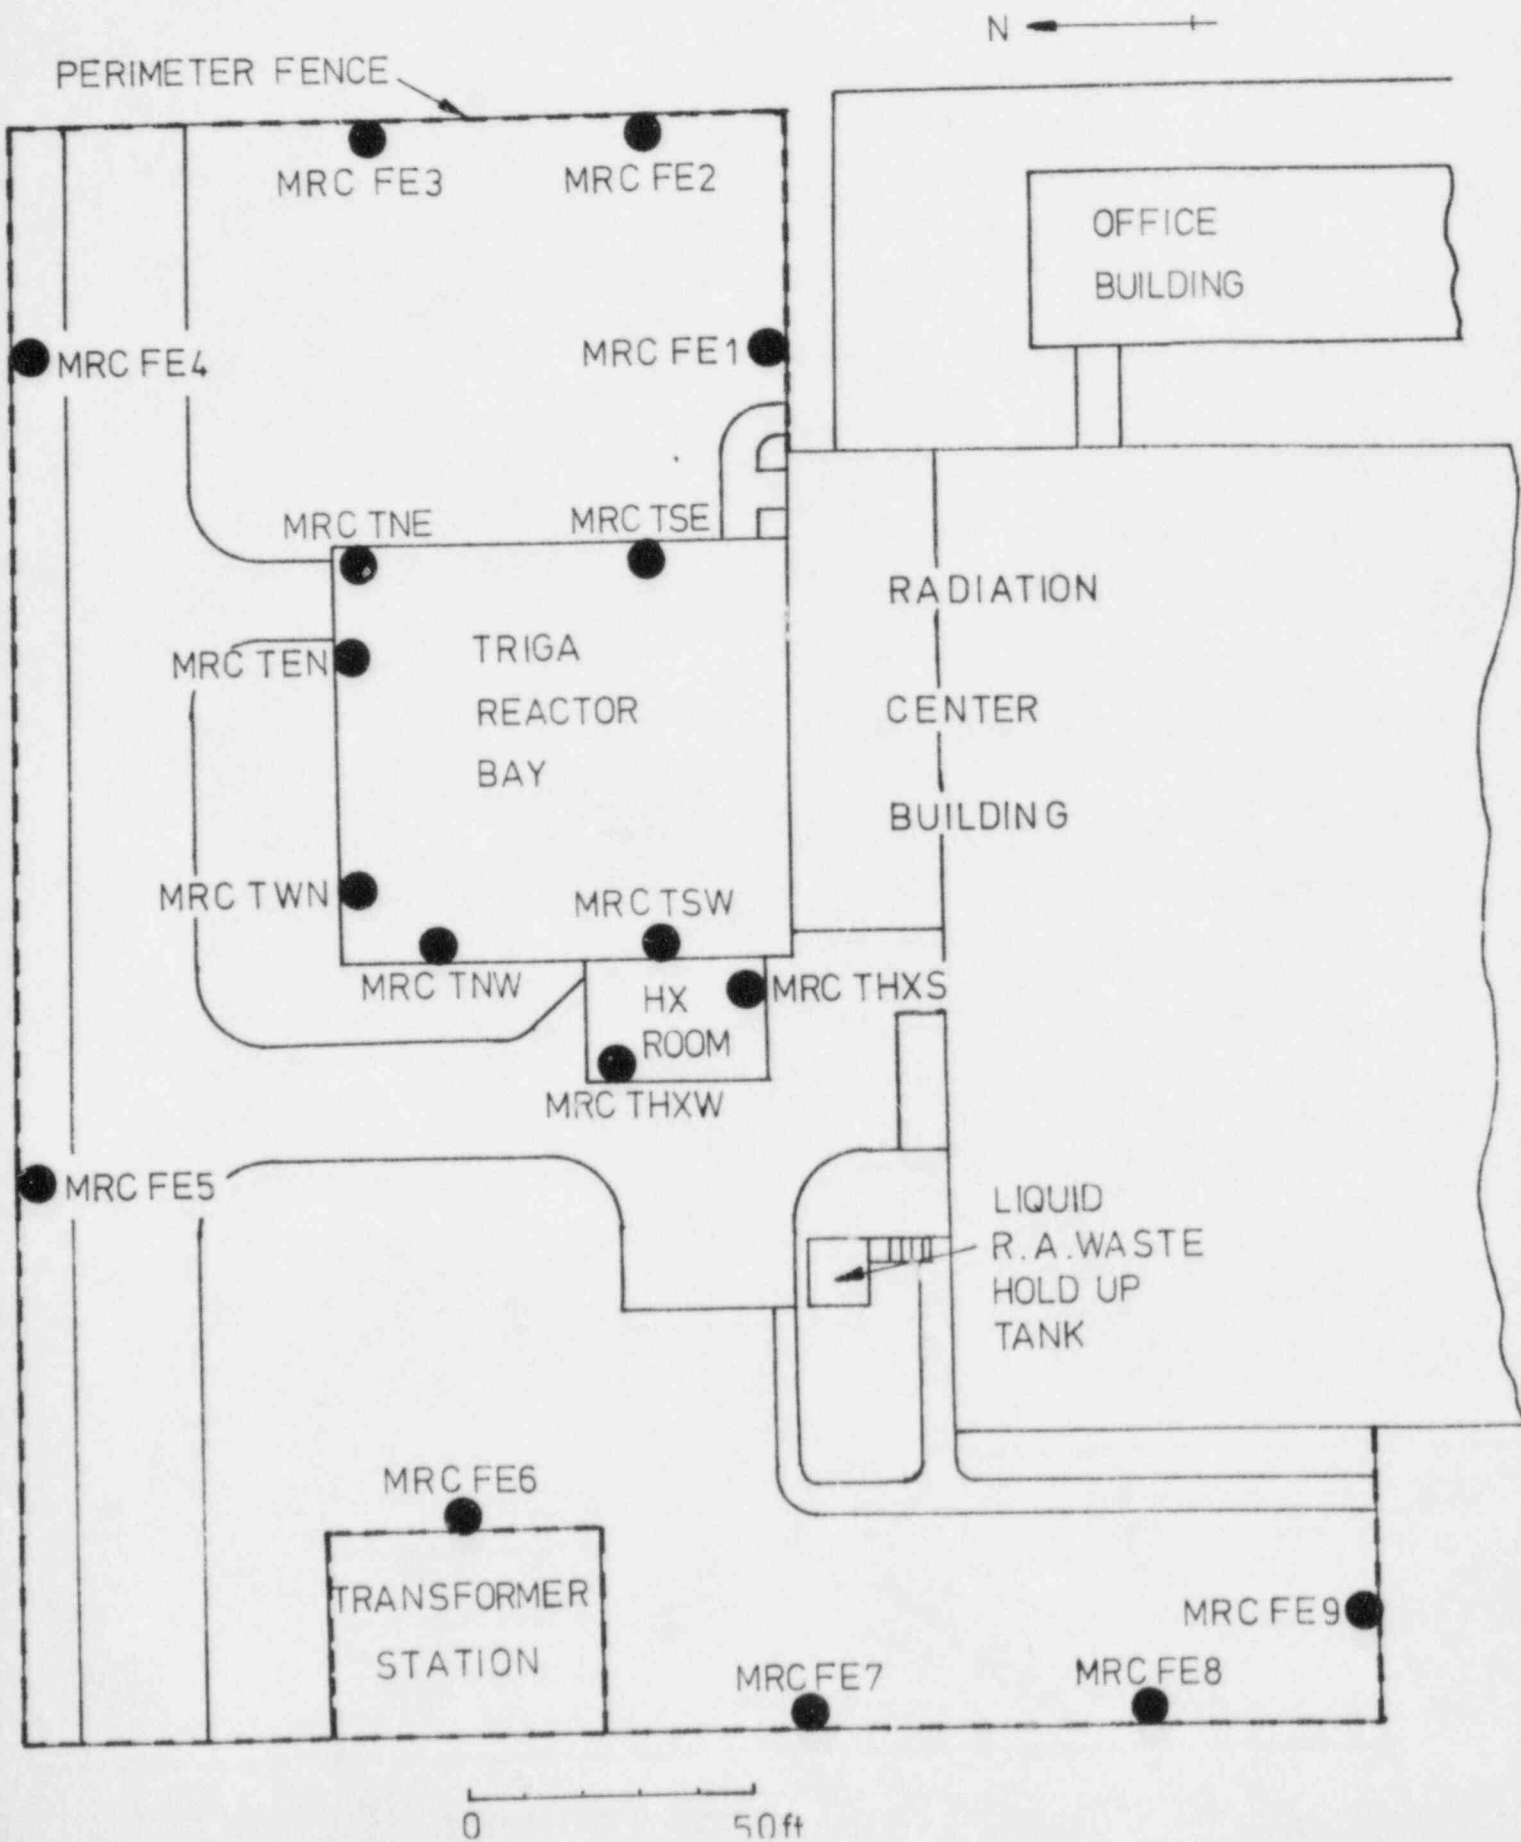 N
PERIMETER FENCE
MRC FE3
MRC FE2
OFFICE
BUILDING
MRC FE4
MRC FE1
MRC TNE
MRC TSE
RADIATION
CENTER
BUILDING
MRC TEN
TRIGA
REACTOR
BAY
MRC TWN
MRC TSW
MRC TNW
MRC THXS
HX
ROOM
MRC THXW
MRC FE5
LIQUID
R.A.WASTE
HOLD UP
TANK
MRC FE6
TRANSFORMER
STATION
MRC FE9
MRC FE7
MRC FE8
0 50ft